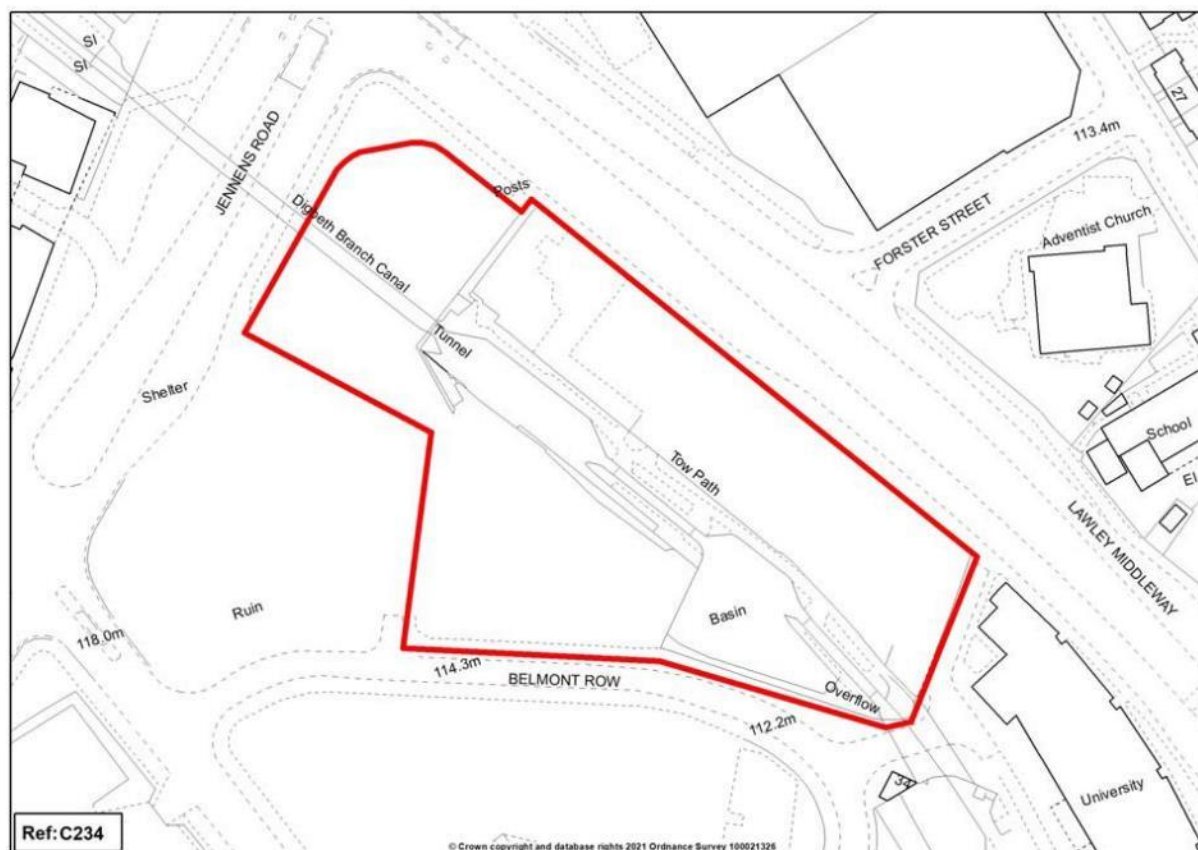 SI
SI
JENNENS ROAD
Posts
Digbeth Branch Canal
Tunnel
Shelter
27
113.4m
FORSTER STREET
Adventist Church
School
El
Tow Path
LAWLEY MIDDLEWAY
Basin
Ruin
118.0m
114.3m
BELMONT ROW
Overflow
112.2m
34
University
Ref:C234
© Crown copyright and database rights 2021 Ordnance Survey 100021326